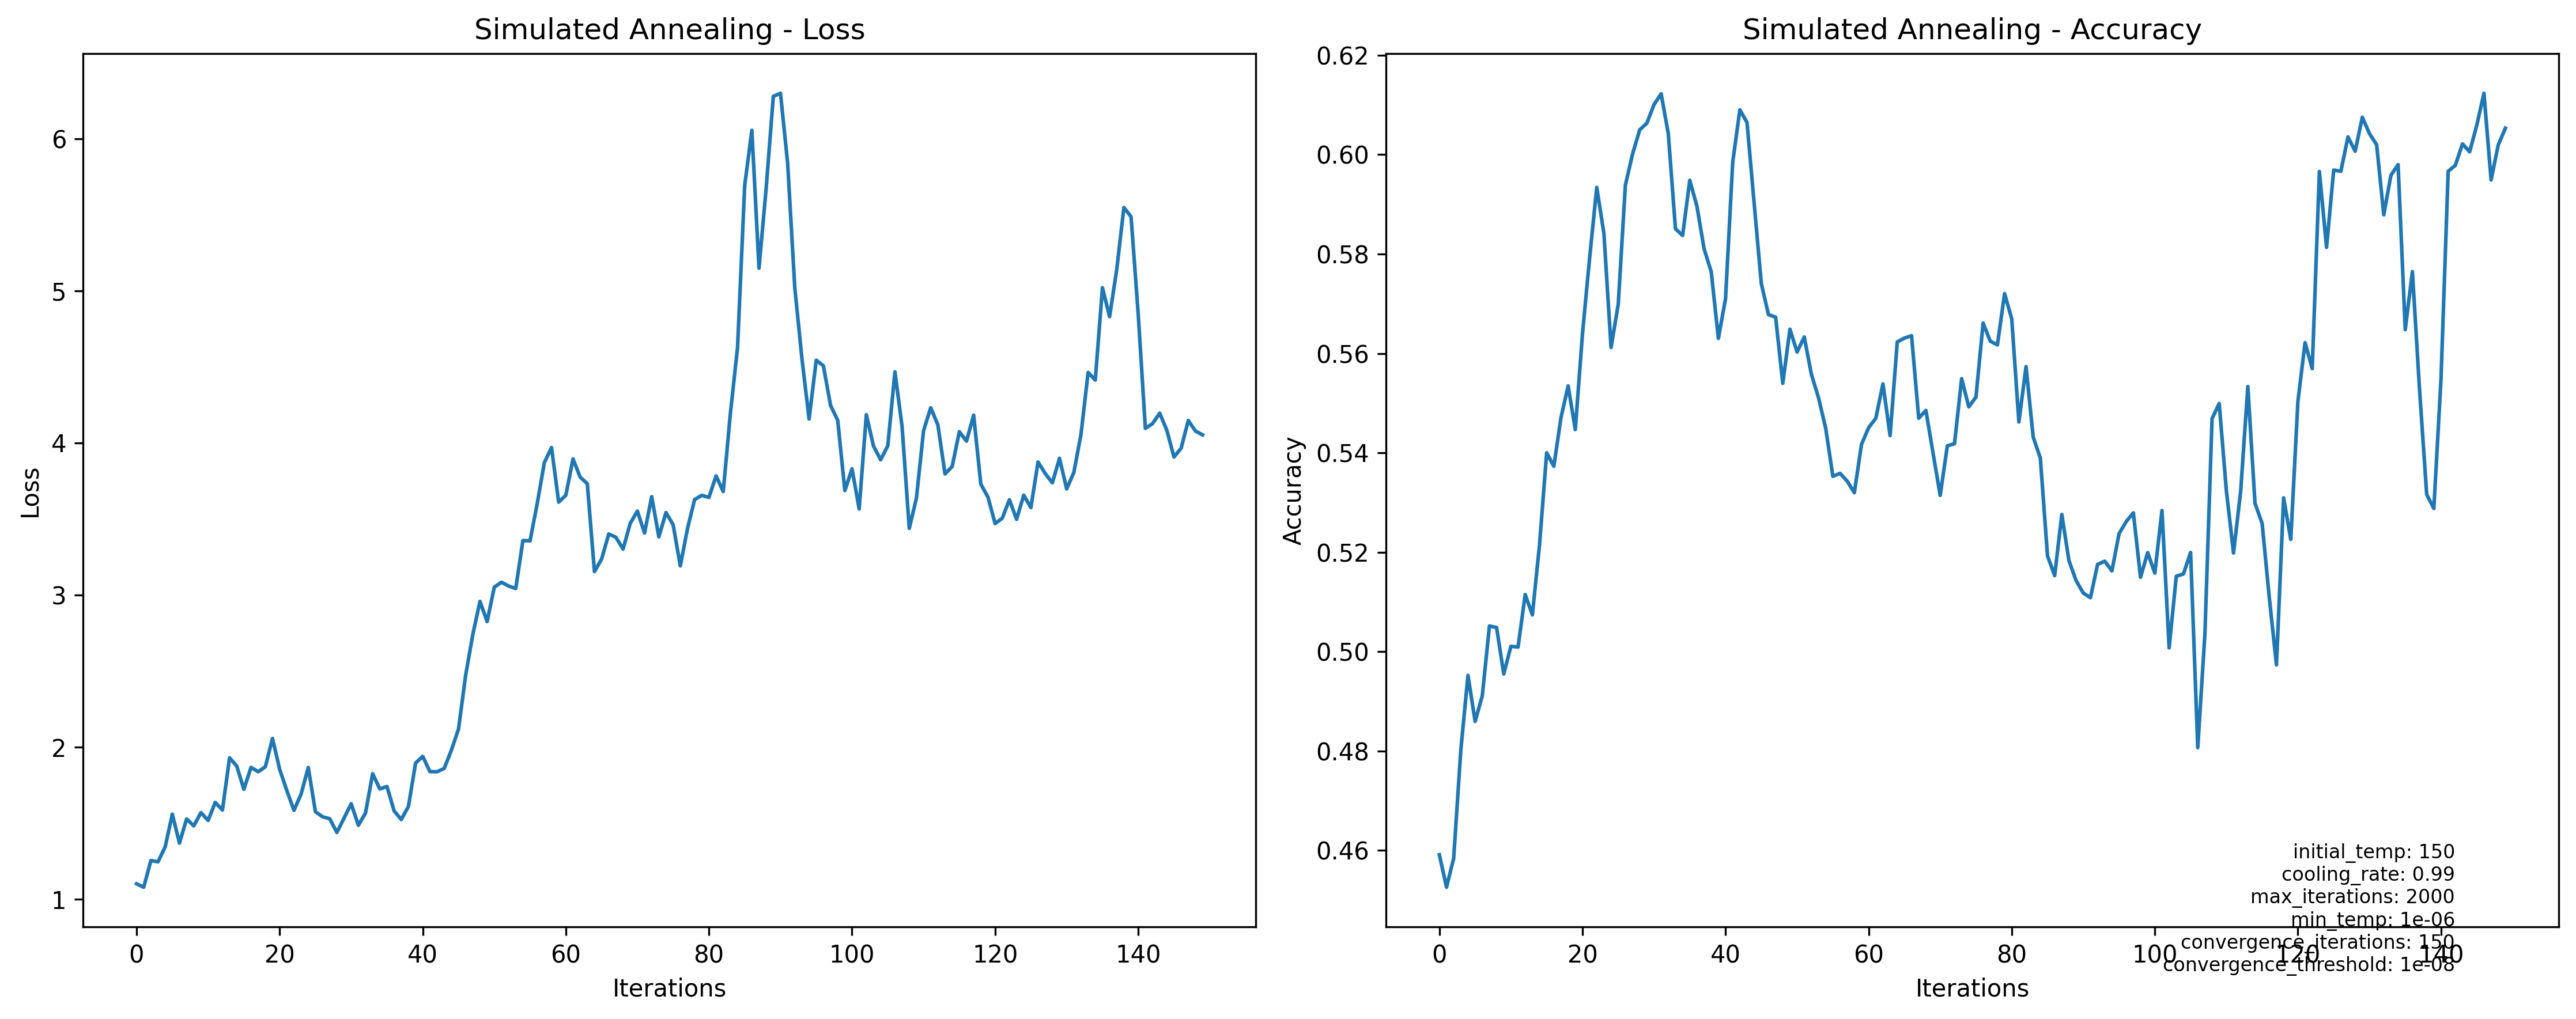 Simulated Annealing - Loss
6
5
4
3
2
1
Loss
0 20 40 60 80 100 120 140
Iterations
Simulated Annealing - Accuracy
0.62
0.60
0.58
0.56
0.54
0.52
0.50
0.48
0.46
Accuracy
initial_temp: 150
cooling_rate: 0.99
max_iterations: 2000
min_temp: 1e-06
convergence_iterations: 150
convergence_threshold: 1e-08
0 20 40 60 80 100 120 140
Iterations